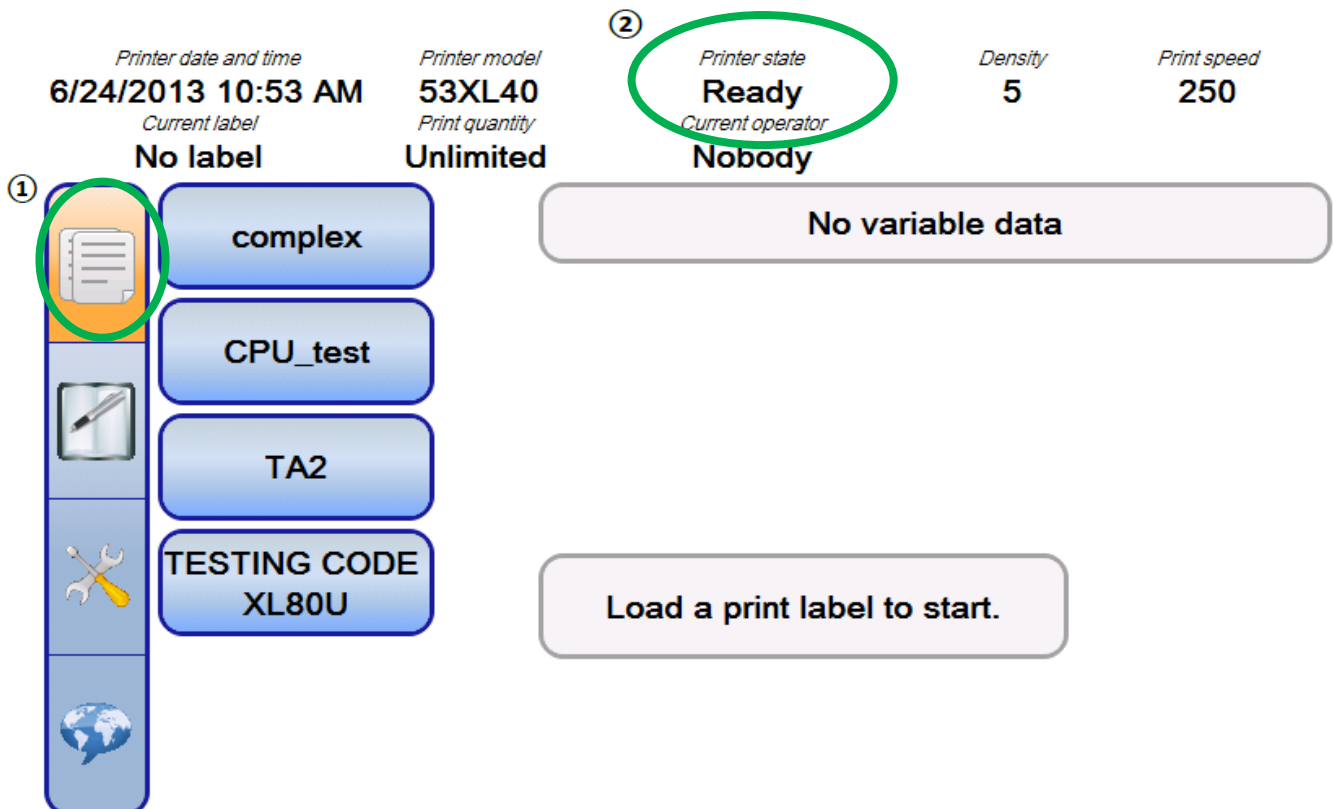 ②
Printer date and time Printer model Printer state Density Print speed
6/24/2013 10:53 AM 53XL40 Ready 5 250
Current label Print quantity Current operator
No label Unlimited Nobody
①
complex
No variable data
CPU_test
TA2
TESTING CODE
XL80U
Load a print label to start.